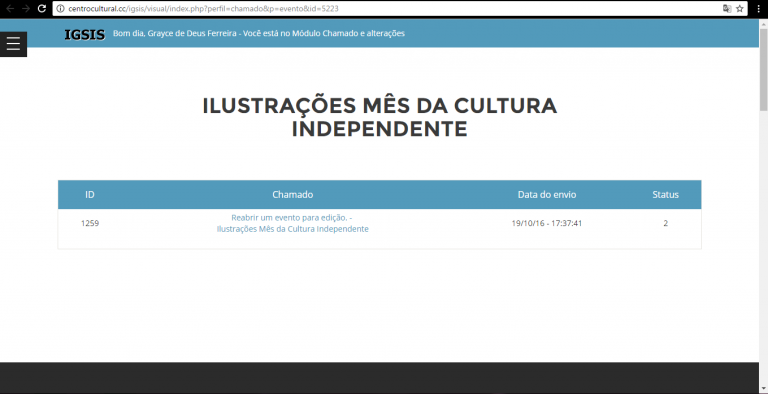 centrocultural.cc/igsis/visual/index.php?perfil=chamado&p=evento&id=5223
IGSIS Bom dia, Grayce de Deus Ferreira - Você está no Módulo Chamado e alterações
ILUSTRAÇÕES MÊS DA CULTURA
INDEPENDENTE
ID Chamado Data do envio Status
1259 Reabrir um evento para edição. - 19/10/16 - 17:37:41 2
Ilustrações Mês da Cultura Independente